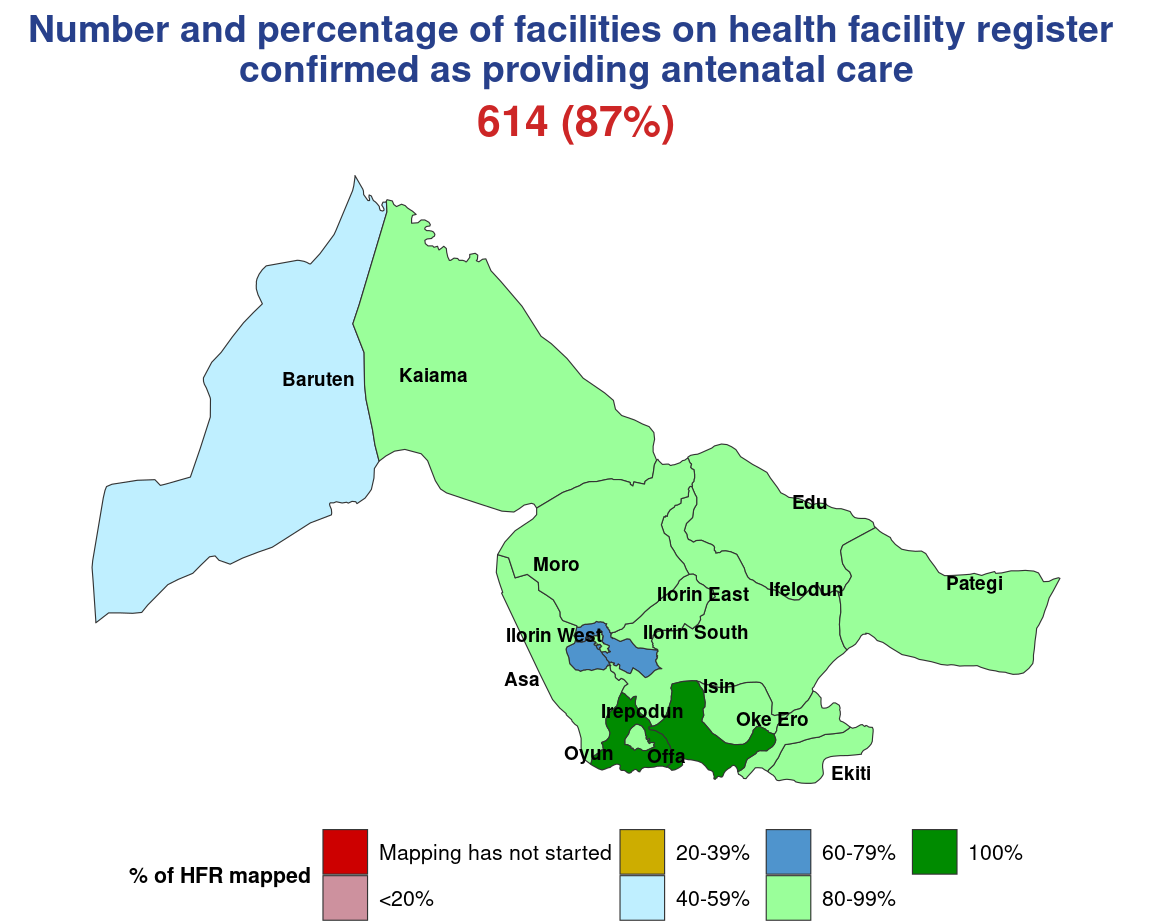 Number and percentage of facilities on health facility register
confirmed as providing antenatal care
614 (87%)
Baruten
Kaiama
Edu
Moro
Pategi
Ifelodun
Ilorin East
Ilorin West
Ilorin South
Asa
Isin
Irepodun
Oke Ero
Oyun
Offa
Ekiti
% of HFR mapped
Mapping has not started
<20%
20-39%
40-59%
60-79%
80-99%
100%